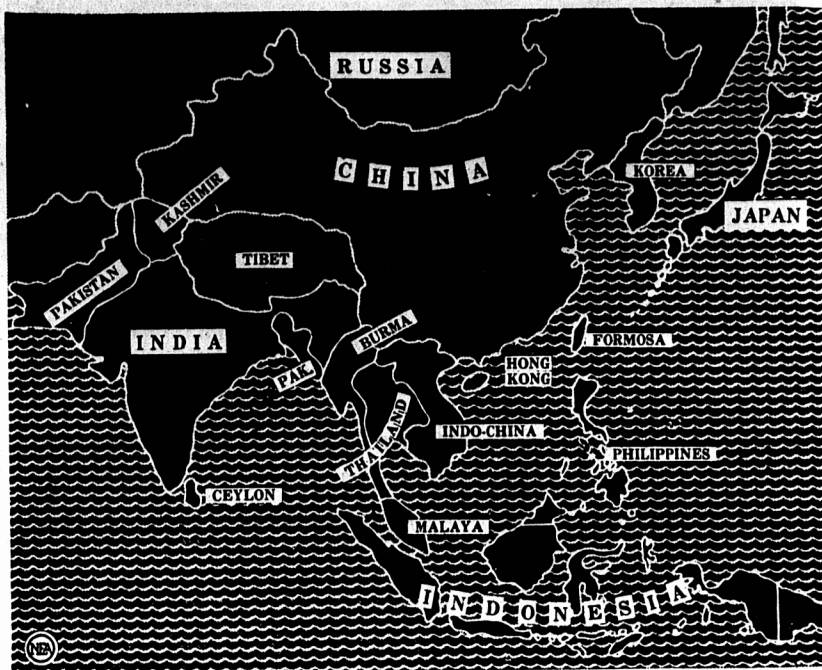 RUSSIA
CHINA
KOREA
JAPAN
KASHMIR
TIBET
PAKISTAN
INDIA
BURMA
PAK.
FORMOSA
HONG
KONG
THAILAND
INDO-CHINA
PHILIPPINES
CEYLON
MALAYA
INDONESIA
NEA